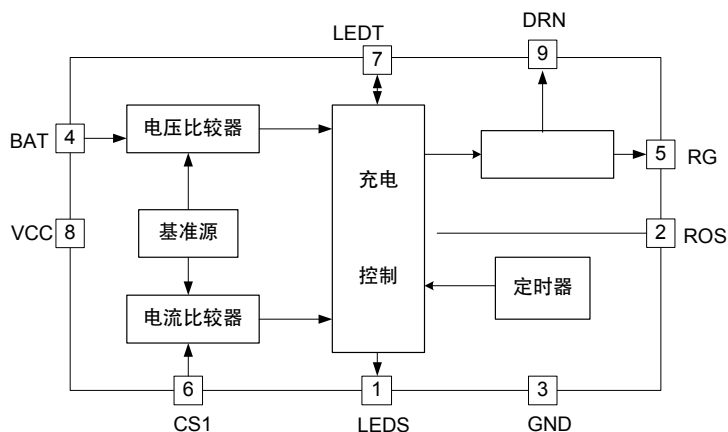 LEDT
DRN
7
9
BAT
4
电压比较器
充电
控制
5
RG
VCC
8
基准源
2
ROS
定时器
电流比较器
6
1
3
CS1
LEDS
GND